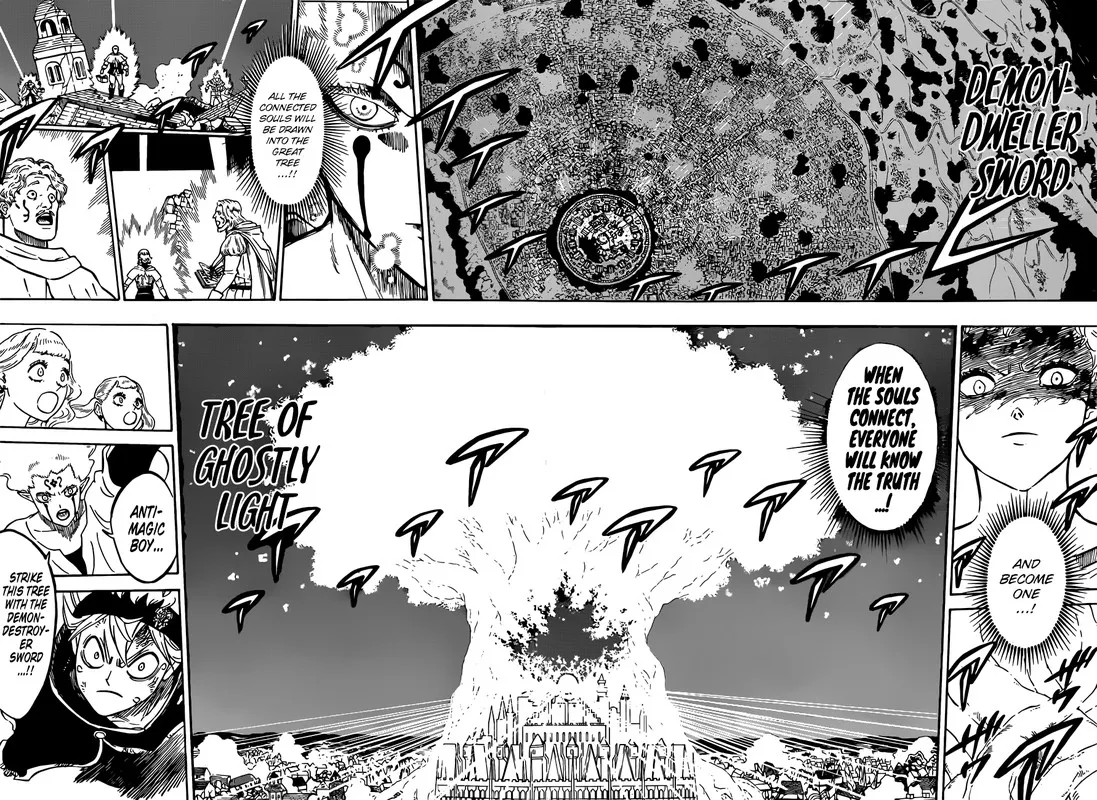 DEMON-
DWELLER
SWORD.
ALL THE
CONNECTED
SOULS WILL
BE DRAWN
INTO THE
GREAT
TREE
...!!
AND
BECOME
ONE
...!
WHEN
THE SOULS
CONNECT,
EVERYONE
WILL KNOW
THE TRUTH
...!
TREE OF
GHOSTLY
LIGHT
ANTI-
MAGIC
BOY...
STRIKE
THIS TREE
WITH THE
DEMON-
DESTROY-
ER
SWORD
...!!